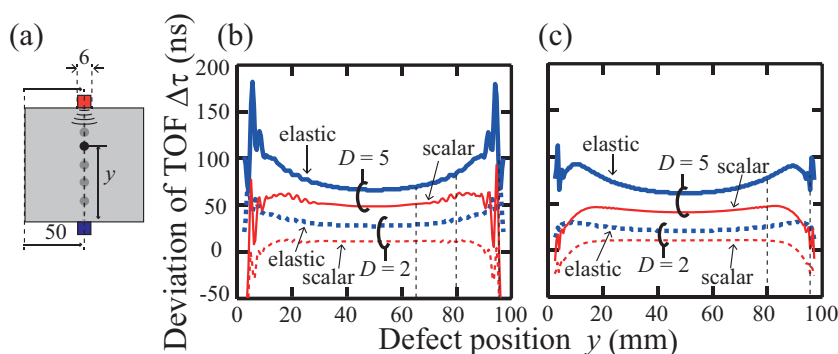 (a)
6
y
50
Deviation of TOF Δτ (ns)
(b)
200
150
100
50
0
-50
elastic
D = 5
scalar
elastic
scalar
D = 2
0 20 40 60 80 100
(c)
elastic
D = 5
scalar
elastic
D = 2
scalar
0 20 40 60 80 100
Defect position y (mm)